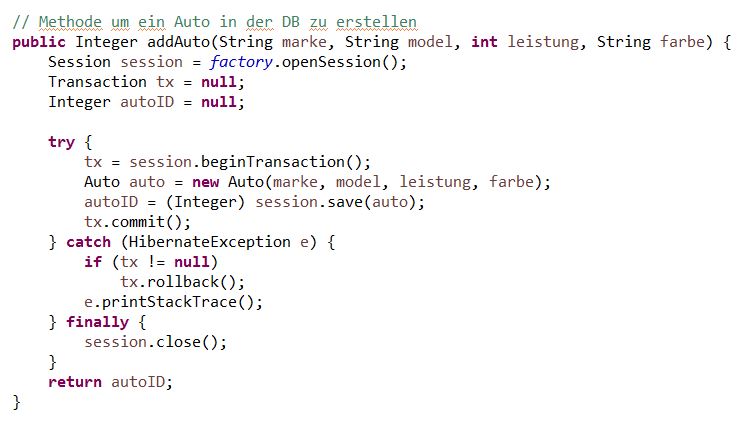 // Methode um ein Auto in der DB zu erstellen
public Integer addAuto(String marke, String model, int leistung, String farbe) {
    Session session = factory.openSession();
    Transaction tx = null;
    Integer autoID = null;

    try {
        tx = session.beginTransaction();
        Auto auto = new Auto(marke, model, leistung, farbe);
        autoID = (Integer) session.save(auto);
        tx.commit();
    } catch (HibernateException e) {
        if (tx != null)
            tx.rollback();
        e.printStackTrace();
    } finally {
        session.close();
    }
    return autoID;
}